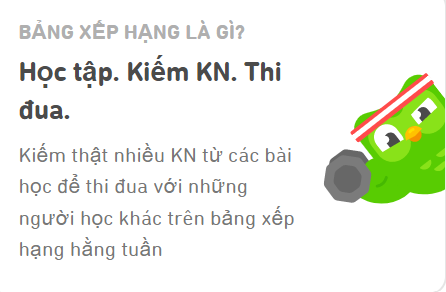 BẢNG XẾP HẠNG LÀ GÌ?
Học tập. Kiếm KN. Thi
đua.
Kiếm thật nhiều KN từ các bài
học để thi đua với những
người học khác trên bảng xếp
hạng hằng tuần